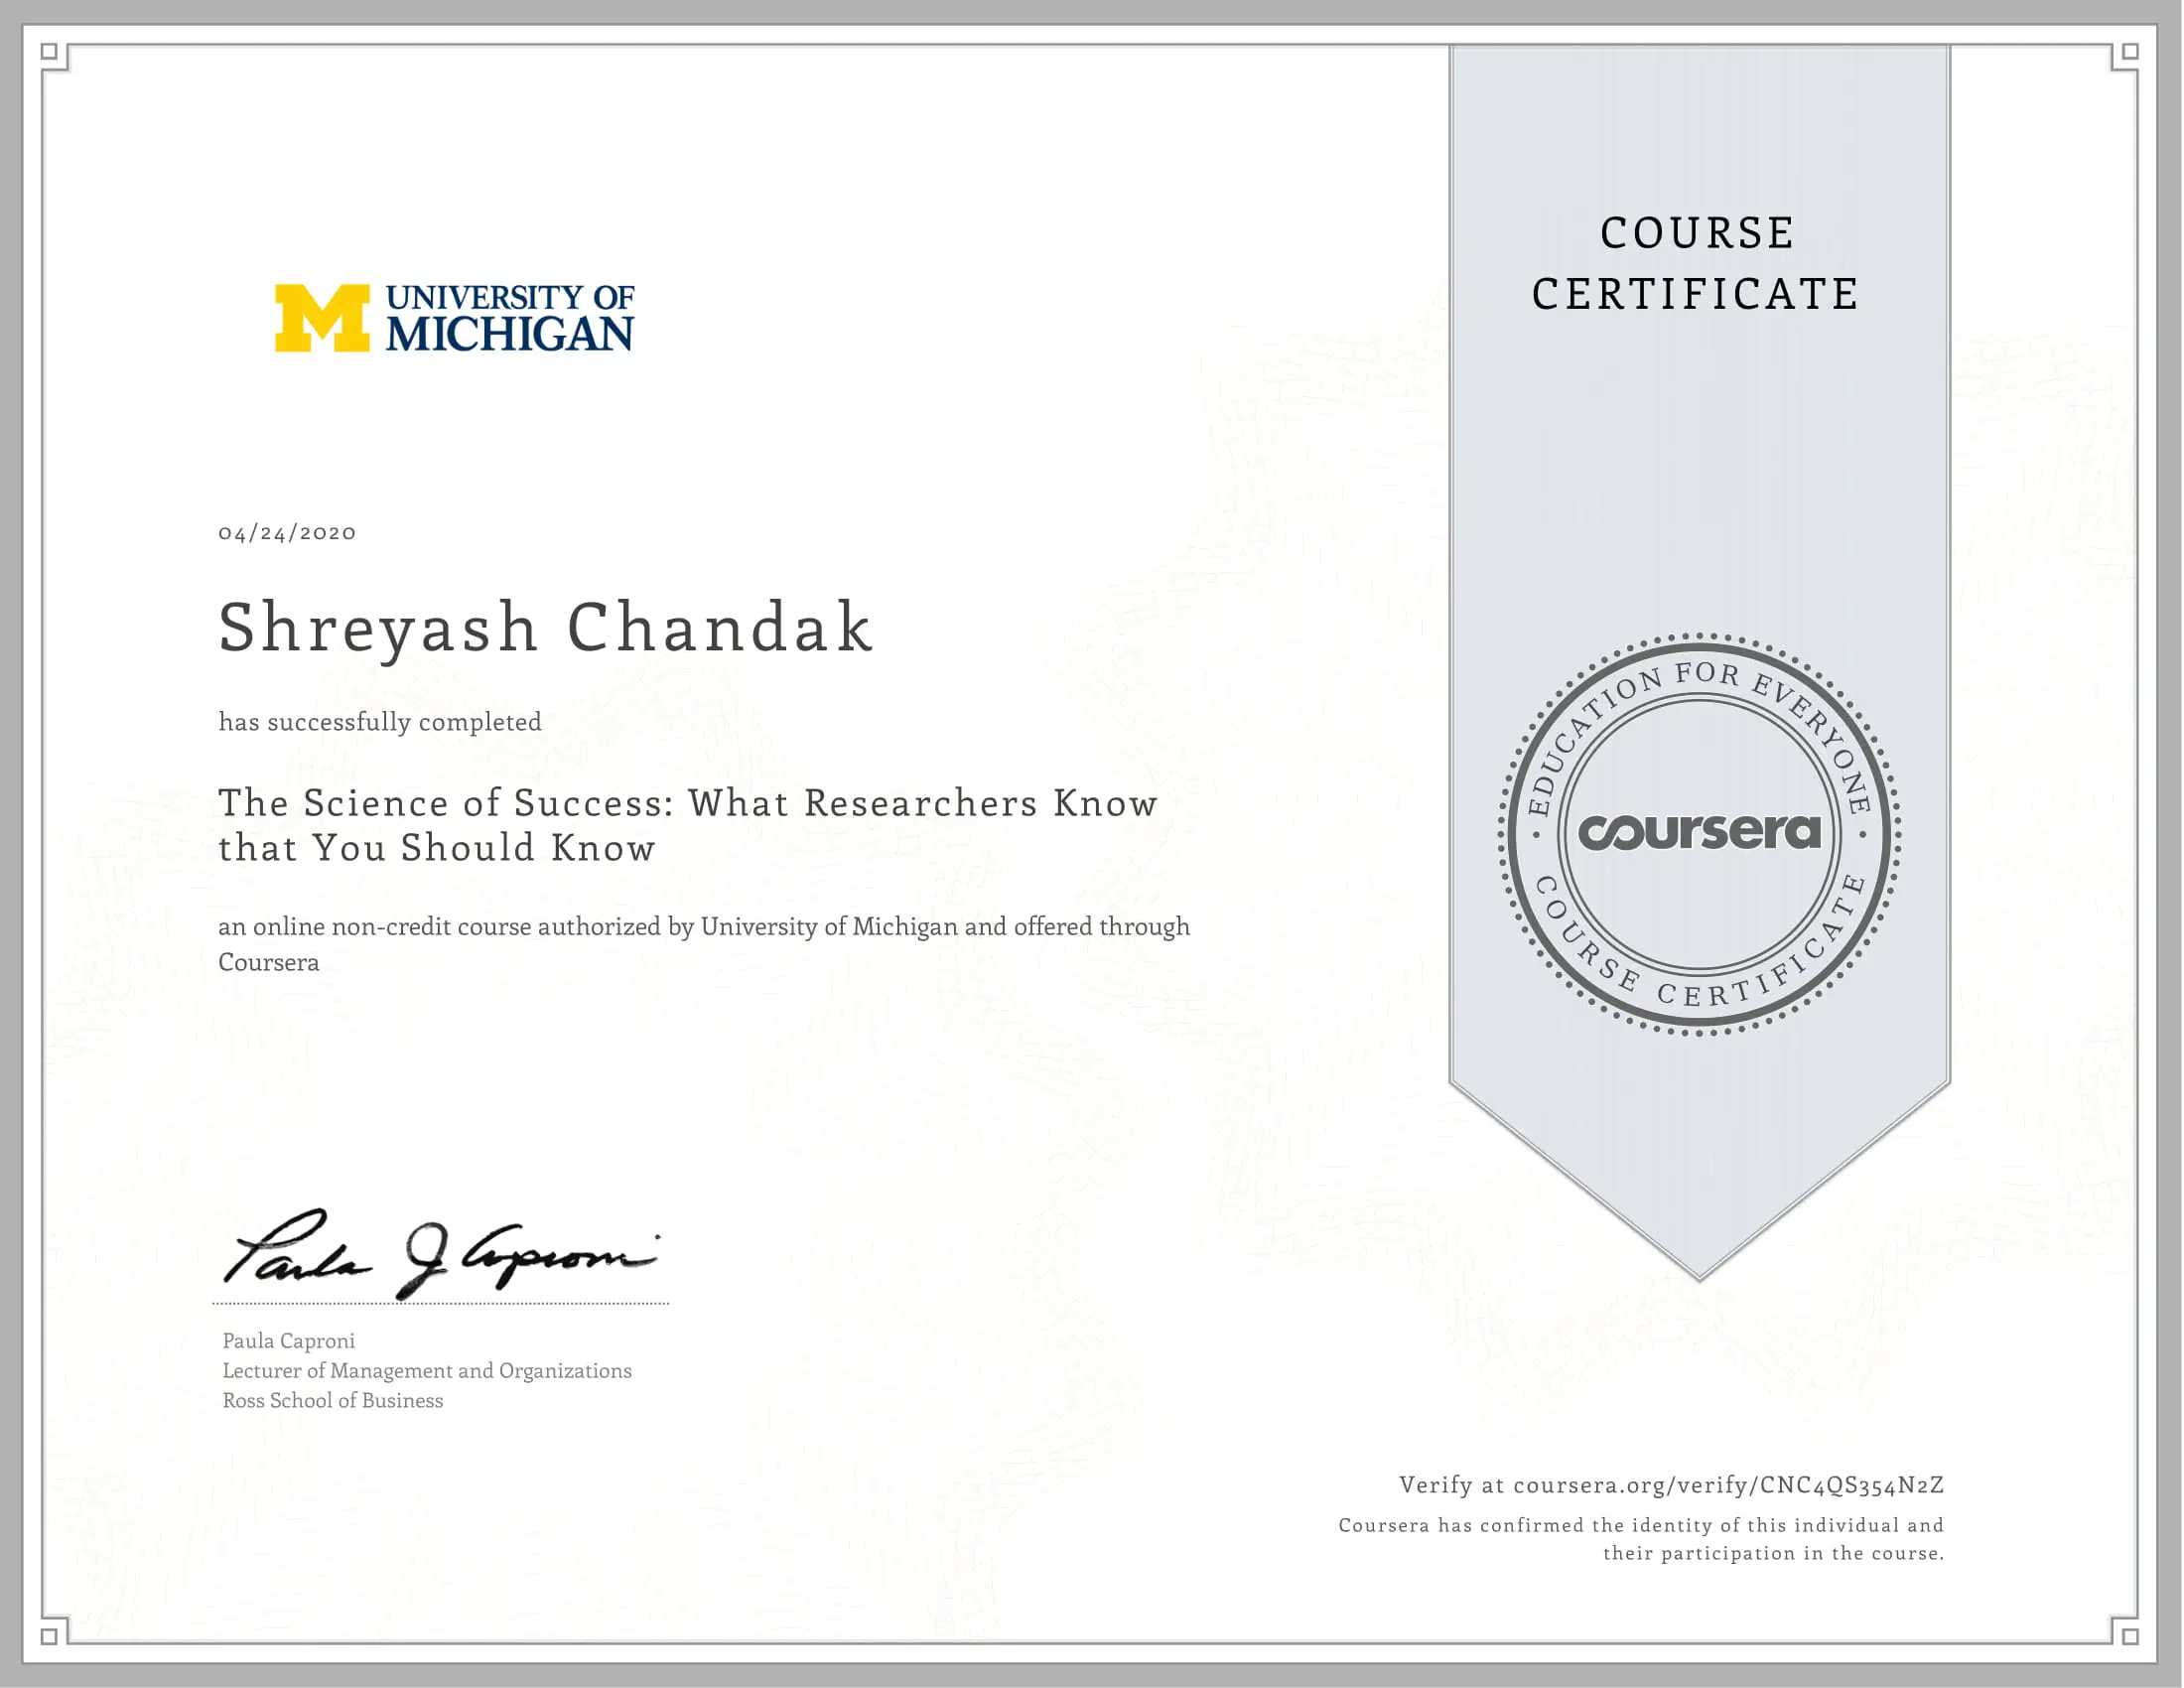 UNIVERSITY OF
MICHIGAN
COURSE
CERTIFICATE
04/24/2020
Shreyash Chandak
has successfully completed
The Science of Success: What Researchers Know
that You Should Know
an online non-credit course authorized by University of Michigan and offered through
Coursera
EDUCATION FOR EVERYONE
coursera
COURSE CERTIFICATE
Paula J Caproni
Paula Caproni
Lecturer of Management and Organizations
Ross School of Business
Verify at coursera.org/verify/CNC4QS354N2Z
Coursera has confirmed the identity of this individual and
their participation in the course.